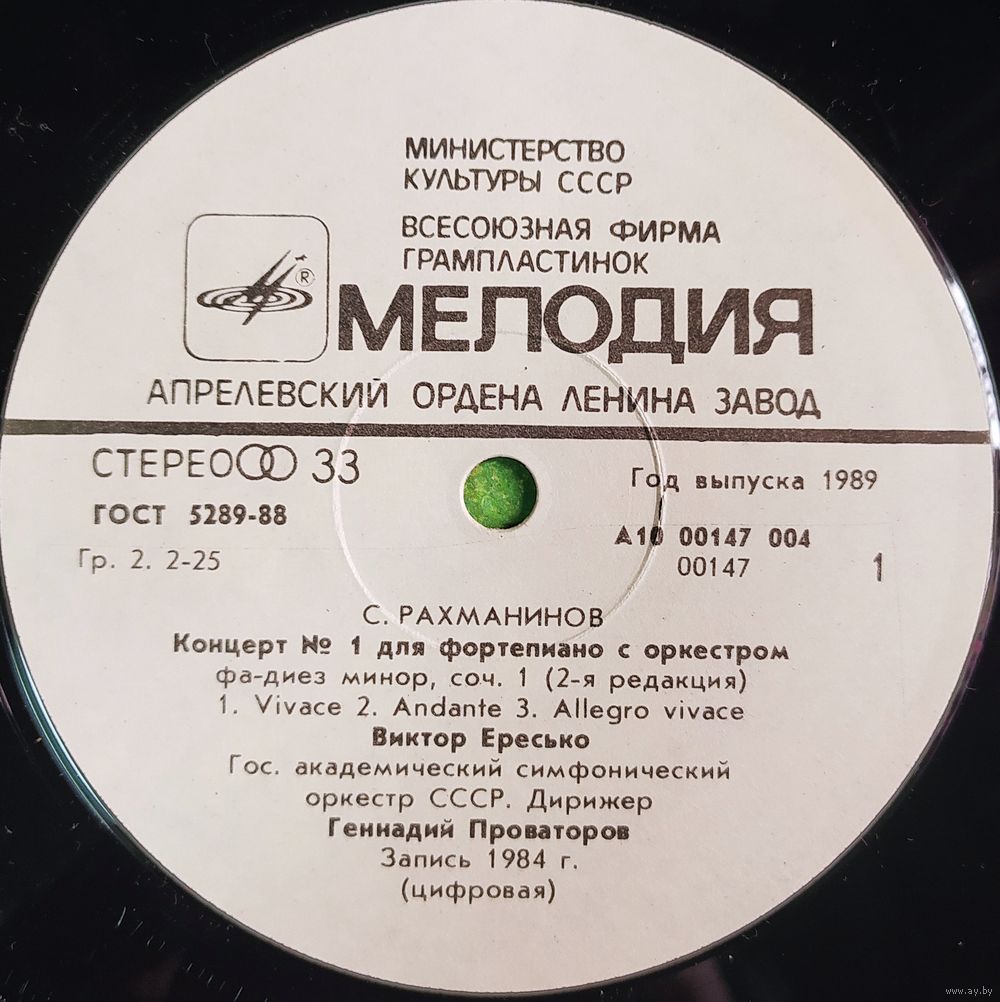 МИНИСТЕРСТВО
КУЛЬТУРЫ СССР
ВСЕСОЮЗНАЯ ФИРМА
ГРАМПЛАСТИНОК
®
МЕЛОДИЯ
АПРЕЛЕВСКИЙ ОРДЕНА ЛЕНИНА ЗАВОД
СТЕРЕО 33
ГОСТ 5289-88
Гр. 2. 2-25
Год выпуска 1989
А10 00147 004
00147 1
С. РАХМАНИНОВ
Концерт № 1 для фортепиано с оркестром
фа-диез минор, соч. 1 (2-я редакция)
1. Vivace 2. Andante 3. Allegro vivace
Виктор Ересько
Гос. академический симфонический
оркестр СССР. Дирижер
Геннадий Проваторов
Запись 1984 г.
(цифровая)
www.ay.by